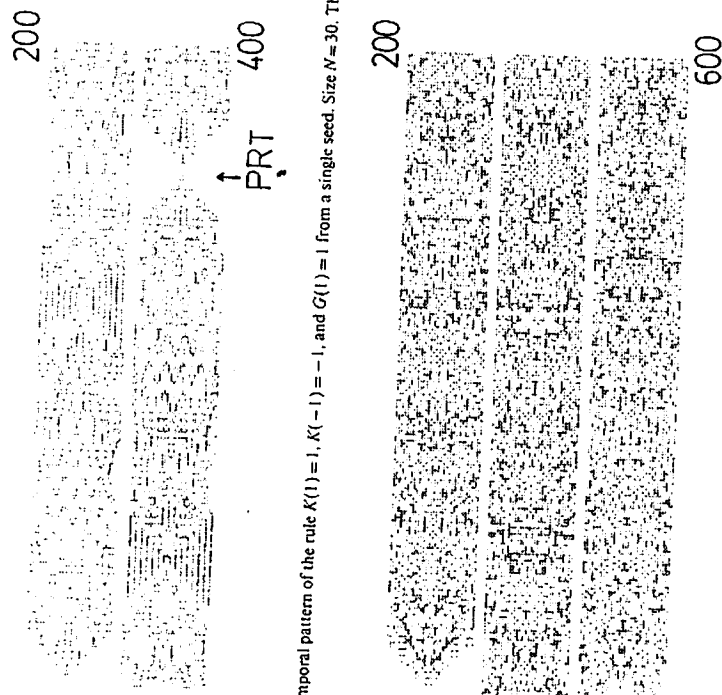 200
400
PRT
temporal pattern of the rule K(1)=1, K(−1)=−1, and G(1)=1 from a single seed. Size N=30. Th
200
600